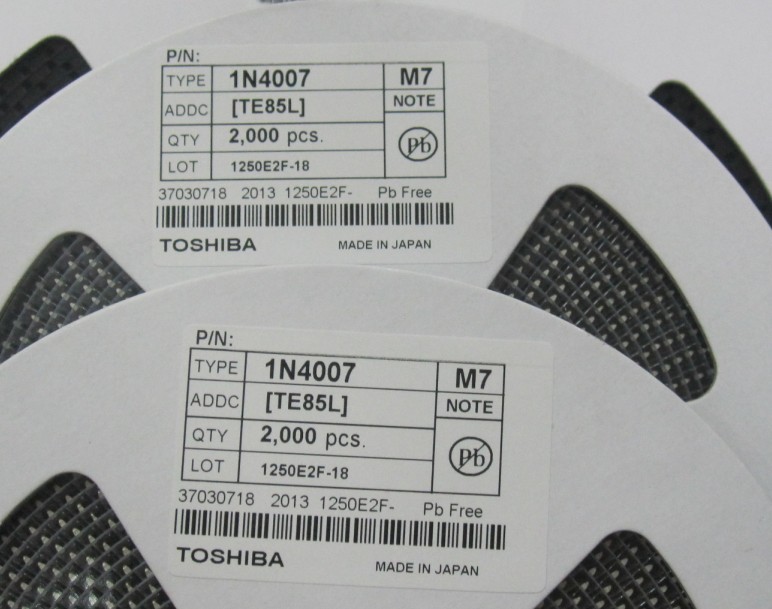 P/N:
TYPE 1N4007 M7
ADDC [TE85L] NOTE
QTY 2,000 pcs. Pb
LOT 1250E2F-18
37030718 2013 1250E2F- Pb Free
TOSHIBA MADE IN JAPAN
P/N:
TYPE 1N4007 M7
ADDC [TE85L] NOTE
QTY 2,000 pcs. Pb
LOT 1250E2F-18
37030718 2013 1250E2F- Pb Free
TOSHIBA MADE IN JAPAN